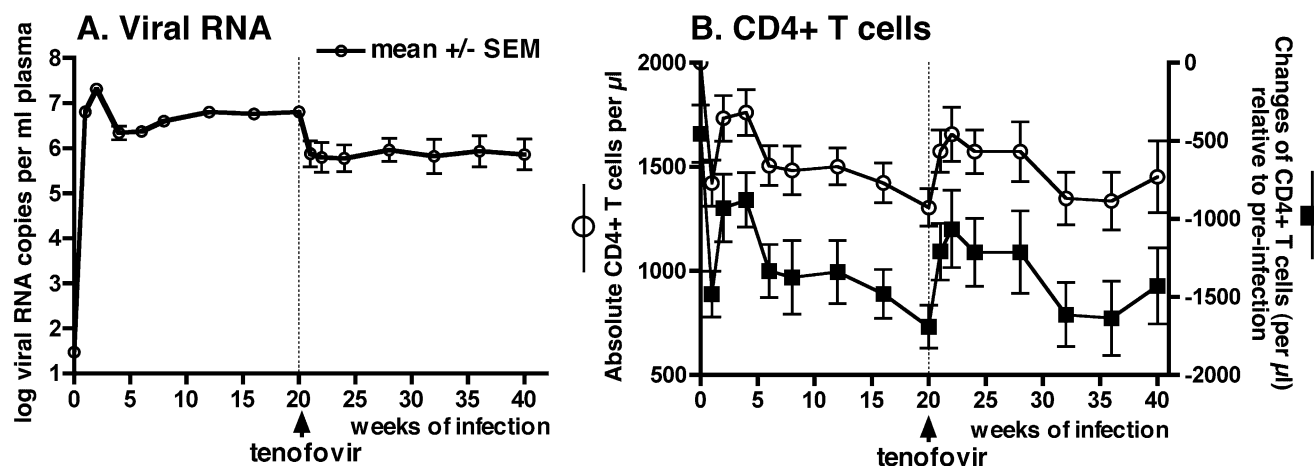 A. Viral RNA
mean +/- SEM
log viral RNA copies per ml plasma
8
7
6
5
4
3
2
1
0 5 10 15 20 25 30 35 40
weeks of infection
tenofovir
B. CD4+ T cells
Absolute CD4+ T cells per µl
2000
1500
1000
500
0
-500
-1000
-1500
-2000
Changes of CD4+ T cells (per µl)
relative to pre-infection
0 5 10 15 20 25 30 35 40
weeks of infection
tenofovir